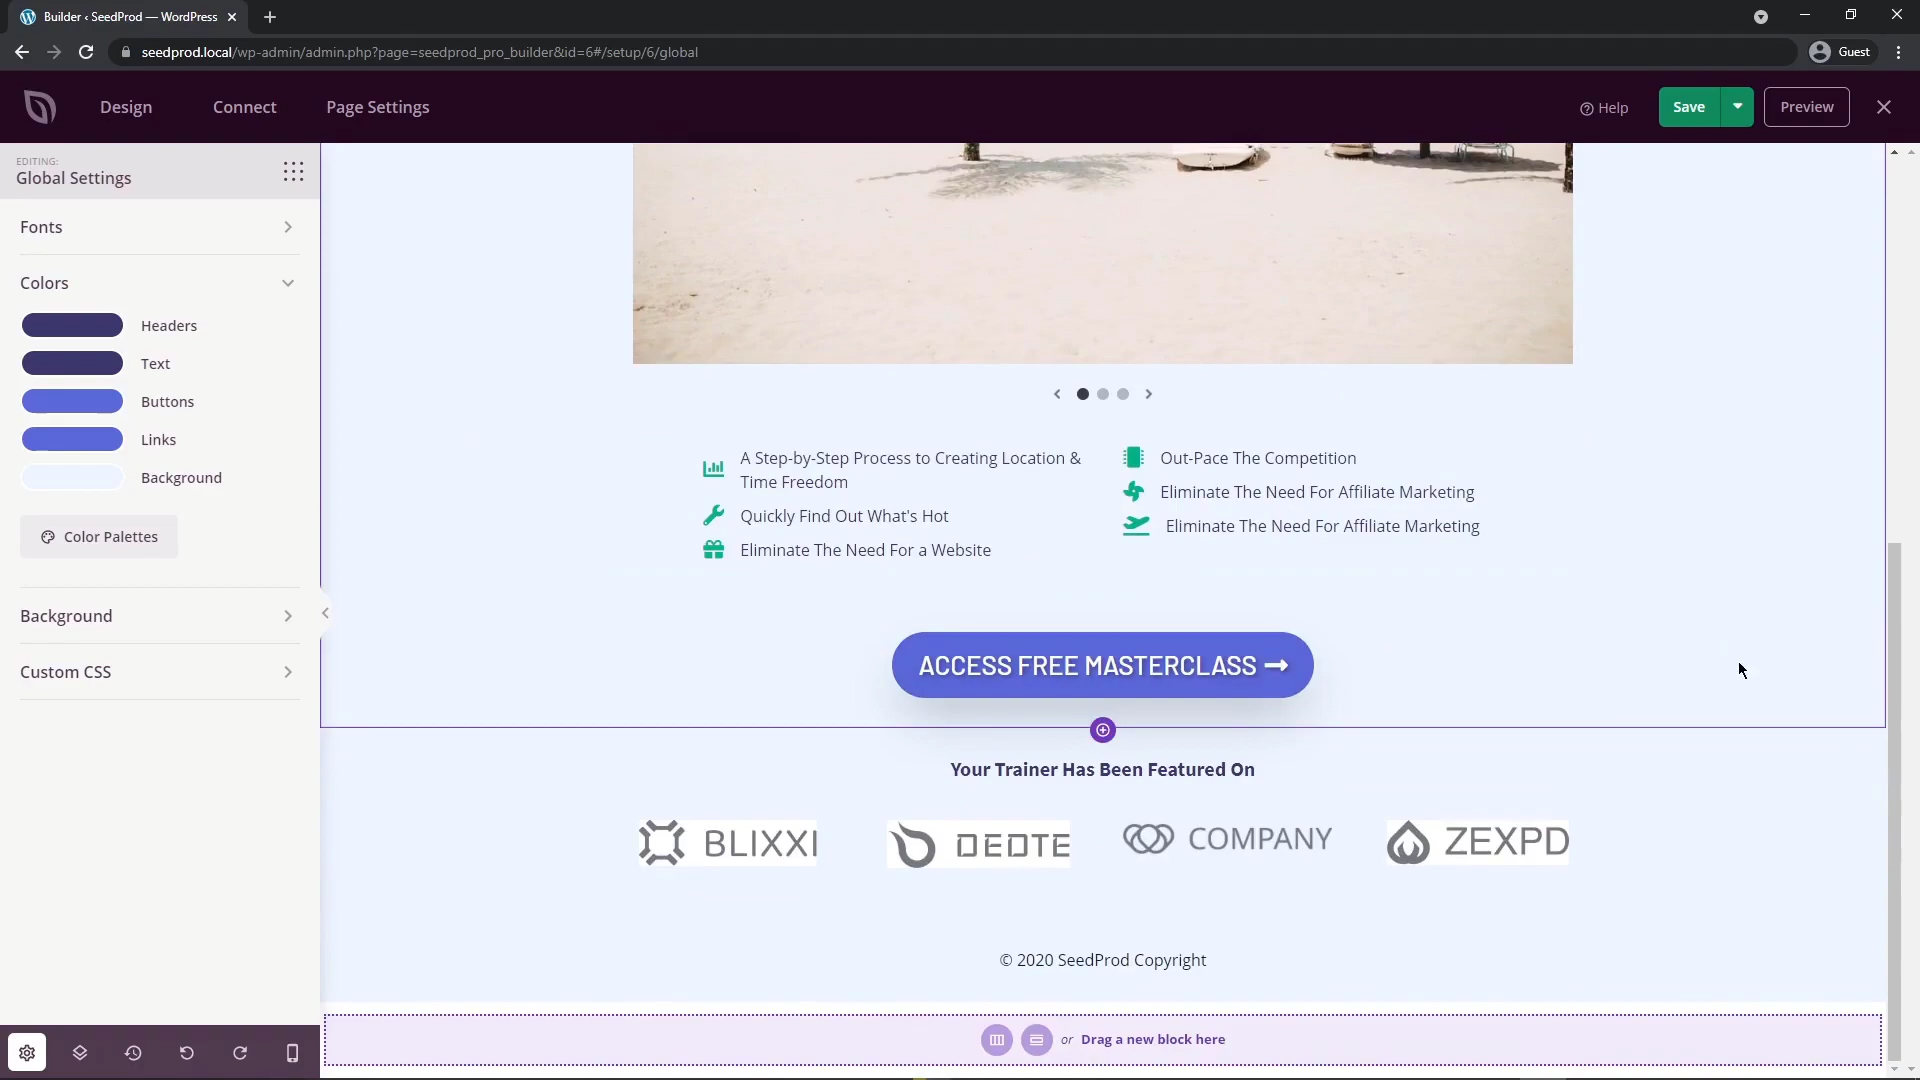 Builder ‹ SeedProd — WordPress
seedprod.local/wp-admin/admin.php?page=seedprod_pro_builder&id=6#/setup/6/global
Guest
Design
Connect
Page Settings
Help
Save
Preview
EDITING:
Global Settings
Fonts
Colors
Headers
Text
Buttons
Links
Background
Color Palettes
Background
Custom CSS
A Step-by-Step Process to Creating Location &
Time Freedom
Quickly Find Out What's Hot
Eliminate The Need For a Website
Out-Pace The Competition
Eliminate The Need For Affiliate Marketing
Eliminate The Need For Affiliate Marketing
ACCESS FREE MASTERCLASS
Your Trainer Has Been Featured On
BLIXXI
DEOTE
COMPANY
ZEXPD
© 2020 SeedProd Copyright
or Drag a new block here